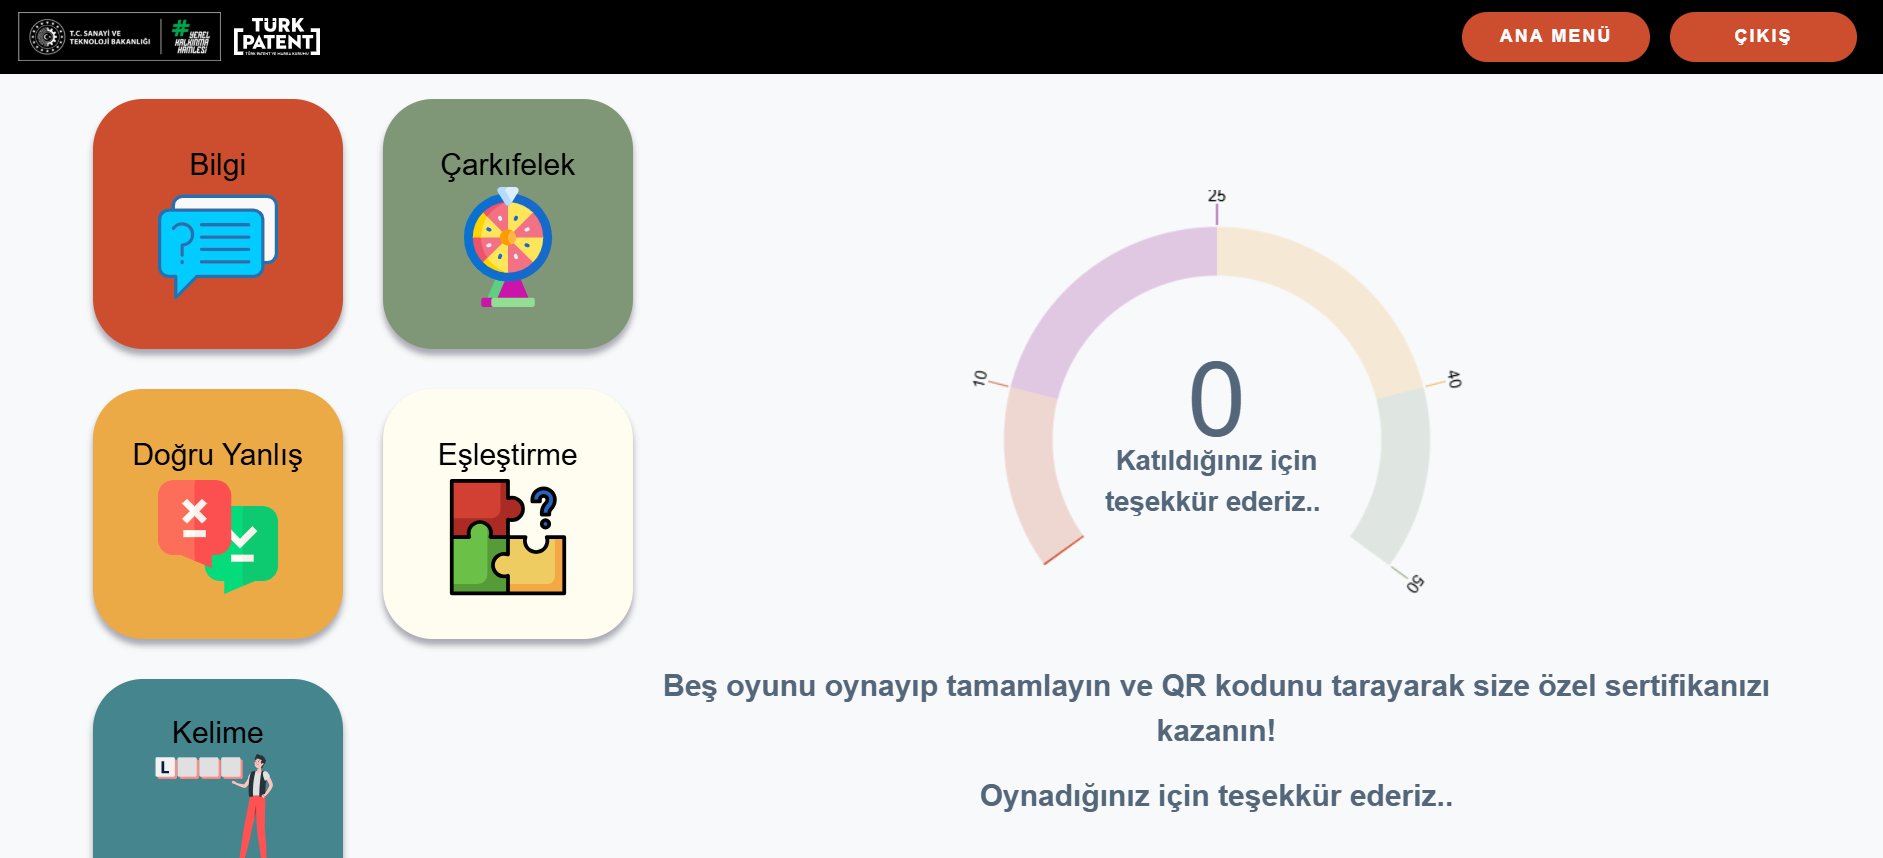 T.C. SANAYİ VE
TEKNOLOJİ BAKANLIĞI
#YEREL
KALKINMA
HAMLESİ
TÜRK
PATENT
TÜRK PATENT VE MARKA KURUMU
ANA MENÜ
ÇIKIŞ
Bilgi
Çarkıfelek
Doğru Yanlış
Eşleştirme
Kelime
L
25
10
40
50
0
Katıldığınız için
teşekkür ederiz..
Beş oyunu oynayıp tamamlayın ve QR kodunu tarayarak size özel sertifikanızı
kazanın!
Oynadığınız için teşekkür ederiz..